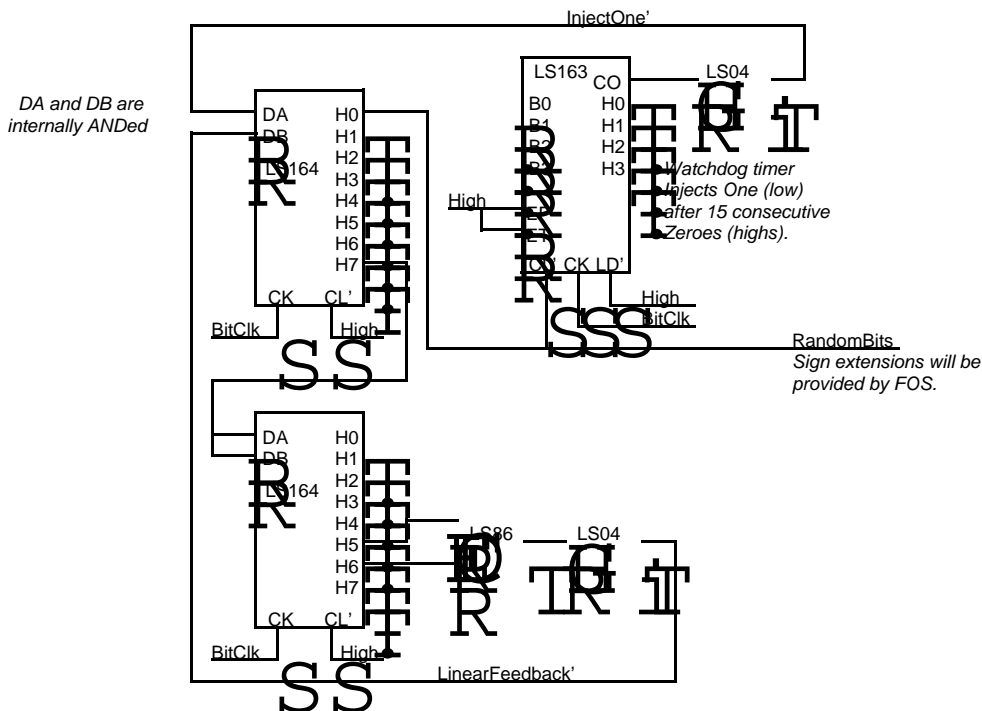 InjectOne'
DA and DB are
internally ANDed
DA
H0
DB
H1
H2
H3
H4
H5
H6
H7
CK
CL'
BitClk
High
LS163
CO
B0
H0
B1
H1
H2
H3
High
CK
LD'
High
BitClk
LS04
Watchdog timer
Injects One (low)
after 15 consecutive
Zeroes (highs).
RandomBits
Sign extensions will be
provided by FOS.
DA
H0
DB
H1
H2
H3
H4
H5
H6
H7
CK
CL'
BitClk
High
LS86
LS04
LinearFeedback'